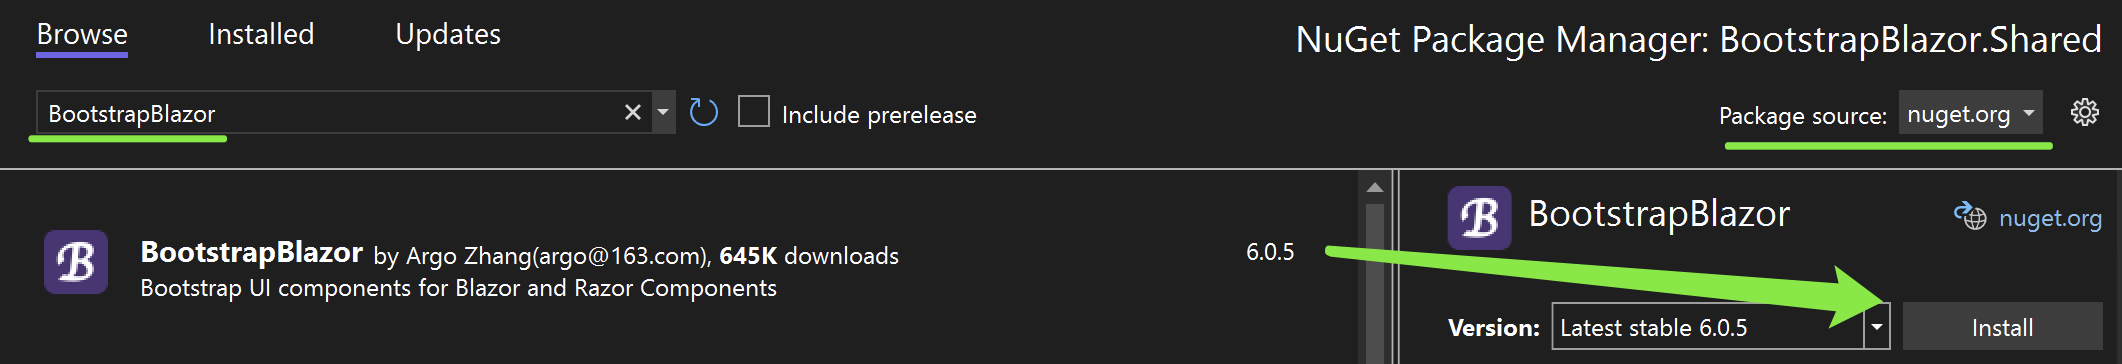 Browse Installed Updates
NuGet Package Manager: BootstrapBlazor.Shared
BootstrapBlazor
Include prerelease
Package source: nuget.org
B
BootstrapBlazor by Argo Zhang(argo@163.com), 645K downloads
6.0.5
Bootstrap UI components for Blazor and Razor Components
B
BootstrapBlazor
nuget.org
Version: Latest stable 6.0.5
Install